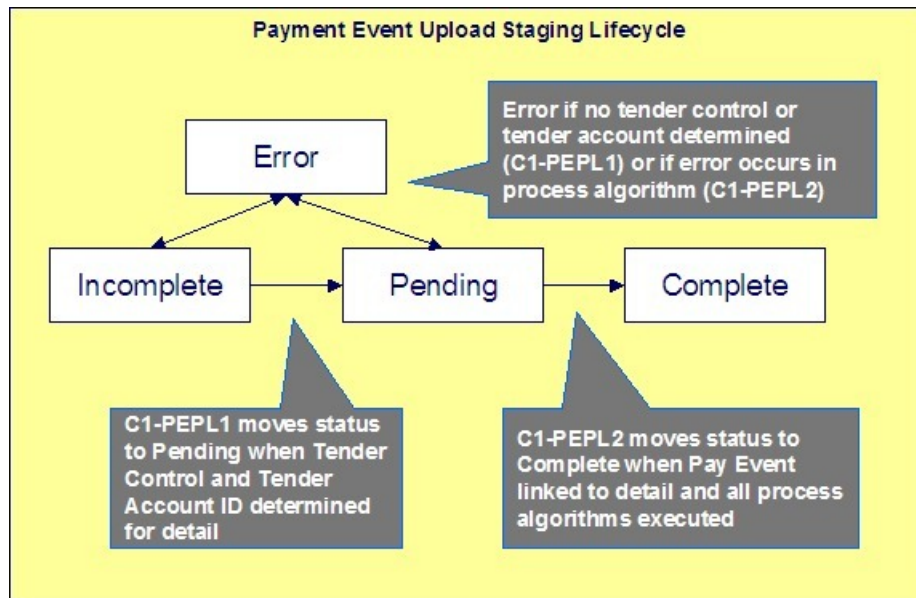 Payment Event Upload Staging Lifecycle
Error if no tender control or
tender account determined
(C1-PEPL1) or if error occurs in
process algorithm (C1-PEPL2)
Error
Incomplete
Pending
Complete
C1-PEPL1 moves status
to Pending when Tender
Control and Tender
Account ID determined
for detail
C1-PEPL2 moves status to
Complete when Pay Event
linked to detail and all process
algorithms executed